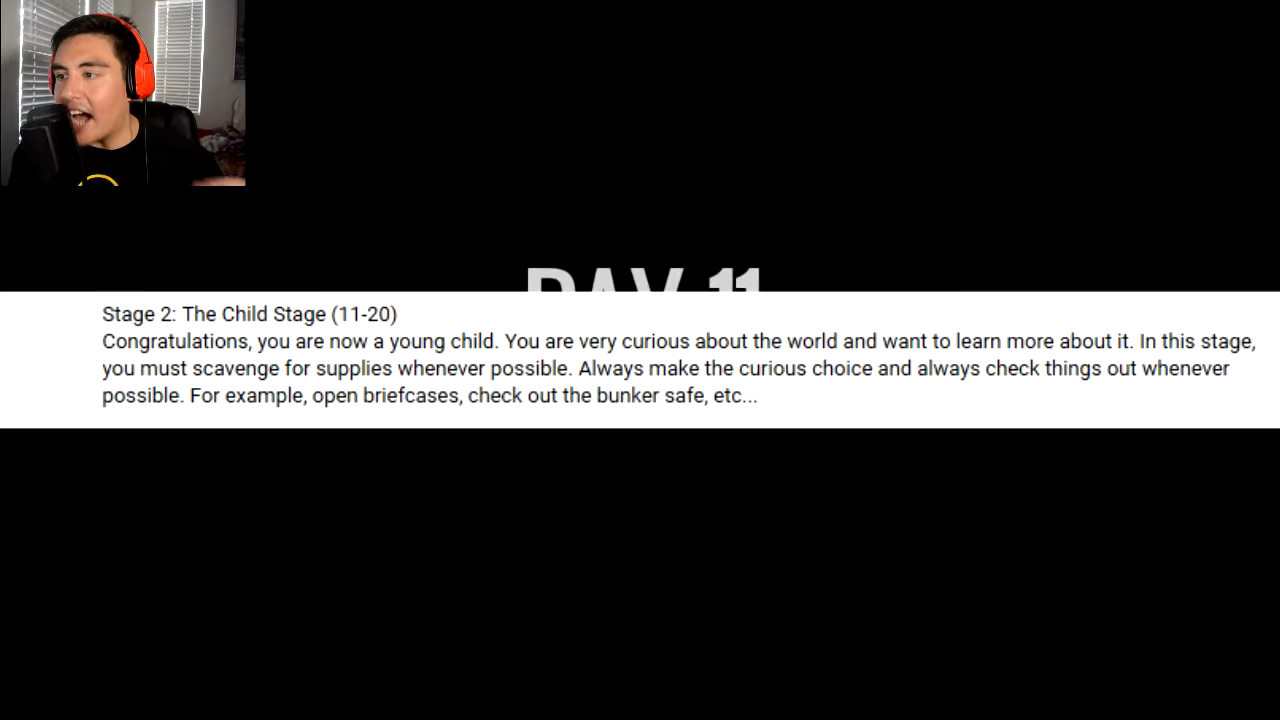 DAY 11
Stage 2: The Child Stage (11-20)
Congratulations, you are now a young child. You are very curious about the world and want to learn more about it. In this stage,
you must scavenge for supplies whenever possible. Always make the curious choice and always check things out whenever
possible. For example, open briefcases, check out the bunker safe, etc...